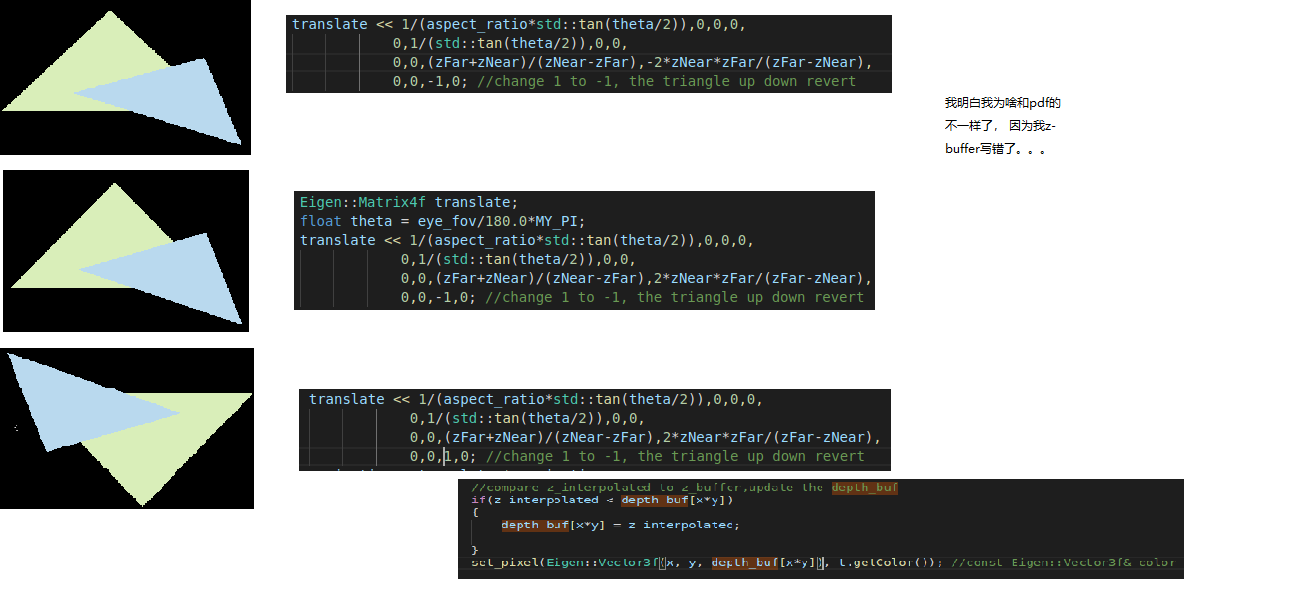 translate << 1/(aspect_ratio*std::tan(theta/2)),0,0,0,
0,1/(std::tan(theta/2)),0,0,
0,0,(zFar+zNear)/(zNear-zFar),-2*zNear*zFar/(zFar-zNear),
0,0,-1,0; //change 1 to -1, the triangle up down revert
我明白我为啥和pdf的
不一样了， 因为我z-
buffer写错了。。。
Eigen::Matrix4f translate;
float theta = eye_fov/180.0*MY_PI;
translate << 1/(aspect_ratio*std::tan(theta/2)),0,0,0,
0,1/(std::tan(theta/2)),0,0,
0,0,(zFar+zNear)/(zNear-zFar),2*zNear*zFar/(zFar-zNear),
0,0,-1,0; //change 1 to -1, the triangle up down revert
translate << 1/(aspect_ratio*std::tan(theta/2)),0,0,0,
0,1/(std::tan(theta/2)),0,0,
0,0,(zFar+zNear)/(zNear-zFar),2*zNear*zFar/(zFar-zNear),
0,0,1,0; //change 1 to -1, the triangle up down revert
//compare z_interpolated to z_buffer,update the depth_buf
if(z_interpolated < depth_buf[x*y])
{
depth_buf[x*y] = z_interpolated;
}
set_pixel(Eigen::Vector3f(x, y, depth_buf[x*y]), t.getColor()); //const Eigen::Vector3f& color